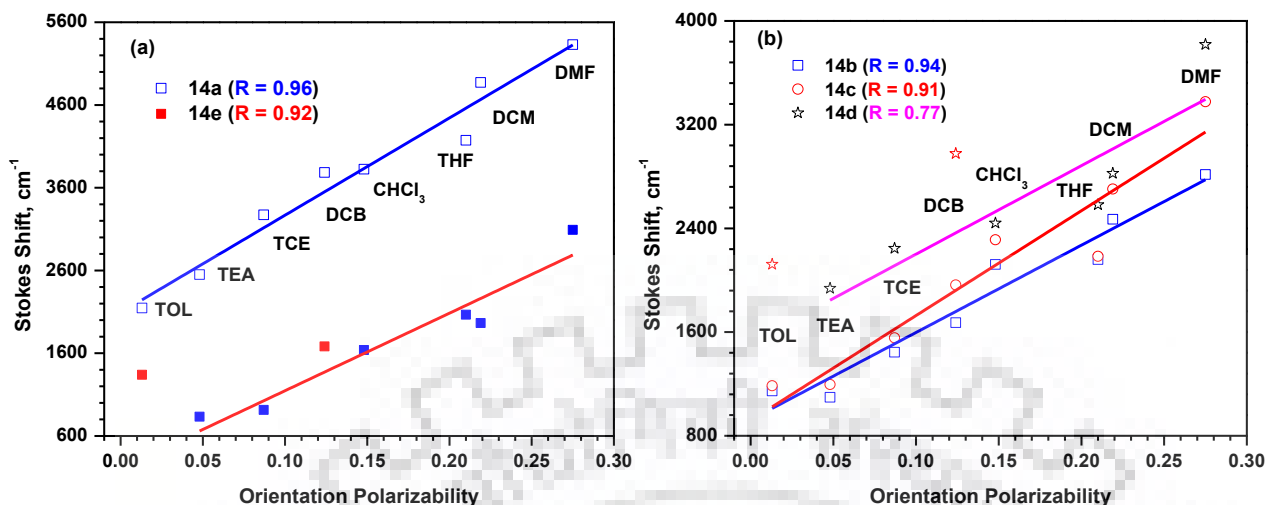 (a)
14a (R = 0.96)
14e (R = 0.92)
5600
4600
3600
2600
1600
600
Stokes Shift, cm⁻¹
TOL
TEA
TCE
DCB
CHCl₃
THF
DCM
DMF
0.00 0.05 0.10 0.15 0.20 0.25 0.30
Orientation Polarizability
(b)
14b (R = 0.94)
14c (R = 0.91)
14d (R = 0.77)
4000
3200
2400
1600
800
Stokes Shift, cm⁻¹
TOL
TEA
TCE
DCB
CHCl₃
THF
DCM
DMF
0.00 0.05 0.10 0.15 0.20 0.25 0.30
Orientation Polarizability